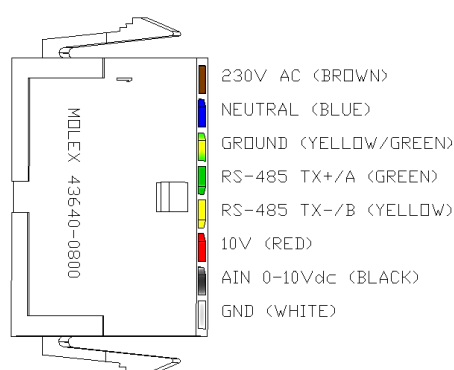 230V AC (BROWN)
NEUTRAL (BLUE)
GROUND (YELLOW/GREEN)
MOLEX 43640-0800
RS-485 TX+/A (GREEN)
RS-485 TX-/B (YELLOW)
10V (RED)
AIN 0-10Vdc (BLACK)
GND (WHITE)